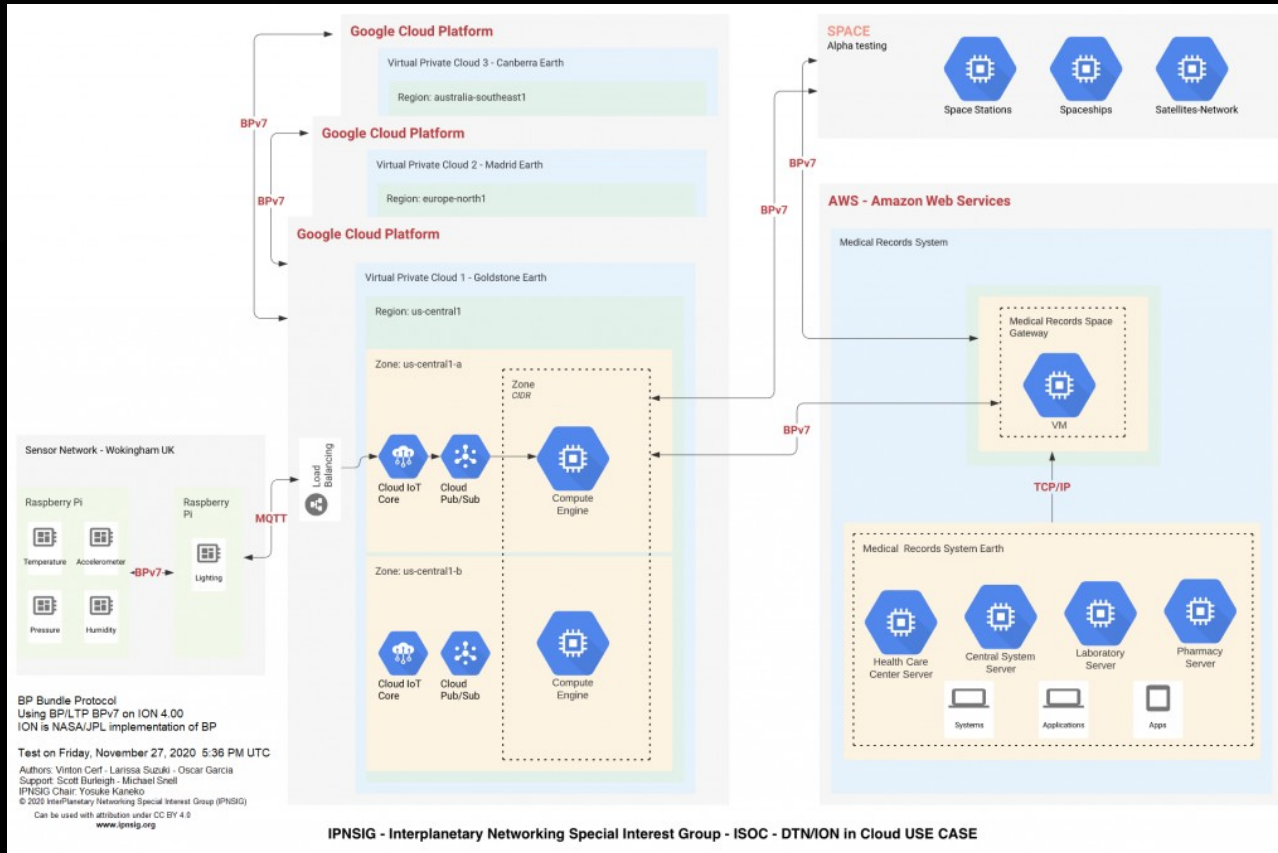 Google Cloud Platform
Virtual Private Cloud 3 - Canberra Earth
Region: australia-southeast1
BPv7
Google Cloud Platform
Virtual Private Cloud 2 - Madrid Earth
Region: europe-north1
BPv7
Google Cloud Platform
Virtual Private Cloud 1 - Goldstone Earth
Region: us-central1
Zone: us-central1-a
Zone
CIDR
Load
Balancing
Cloud IoT
Core
Cloud
Pub/Sub
Compute
Engine
Zone: us-central1-b
Cloud IoT
Core
Cloud
Pub/Sub
Compute
Engine
Sensor Network - Wokingham UK
Raspberry Pi
Temperature
Accelerometer
Pressure
Humidity
BPv7
Raspberry
Pi
Lighting
MQTT
SPACE
Alpha testing
Space Stations
Spaceships
Satellites-Network
BPv7
BPv7
BPv7
AWS - Amazon Web Services
Medical Records System
Medical Records Space
Gateway
VM
TCP/IP
Medical Records System Earth
Health Care
Center Server
Central System
Server
Laboratory
Server
Pharmacy
Server
Systems
Applications
Apps
BP Bundle Protocol
Using BP/LTP BPv7 on ION 4.00
ION is NASA/JPL implementation of BP
Test on Friday, November 27, 2020 5:36 PM UTC
Authors: Vinton Cerf - Larissa Suzuki - Oscar Garcia
Support: Scott Burleigh - Michael Snell
IPNSIG Chair: Yosuke Kaneko
© 2020 InterPlanetary Networking Special Interest Group (IPNSIG)
Can be used with attribution under CC BY 4.0
www.ipnsig.org
IPNSIG - Interplanetary Networking Special Interest Group - ISOC - DTN/ION in Cloud USE CASE